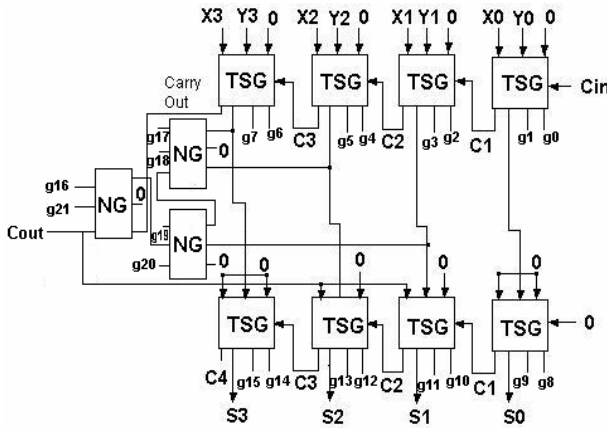 X3 Y3 0 X2 Y2 0 X1 Y1 0 X0 Y0 0
TSG TSG TSG TSG Cin
Carry
Out
g7 g6 C3 g5 g4 C2 g3 g2 C1 g1 g0
g17
0
g18 NG
g16
0
NG
g21
Cout
g19 NG
g20 0
0 0 0 0 0
TSG TSG TSG TSG 0
C4 g15 g14 C3 g13 g12 C2 g11 g10 C1 g9 g8
S3 S2 S1 S0